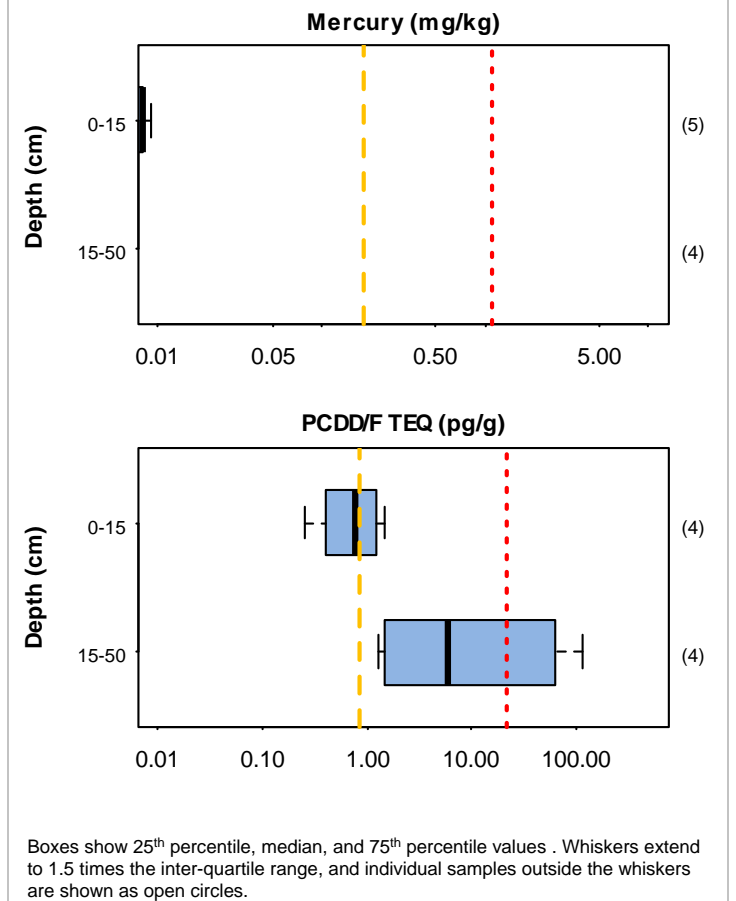 Mercury (mg/kg)
Depth (cm)
0-15
(5)
15-50
(4)
0.01 0.05 0.50 5.00
PCDD/F TEQ (pg/g)
Depth (cm)
0-15
(4)
15-50
(4)
0.01 0.10 1.00 10.00 100.00
Boxes show 25th percentile, median, and 75th percentile values . Whiskers extend
to 1.5 times the inter-quartile range, and individual samples outside the whiskers
are shown as open circles.